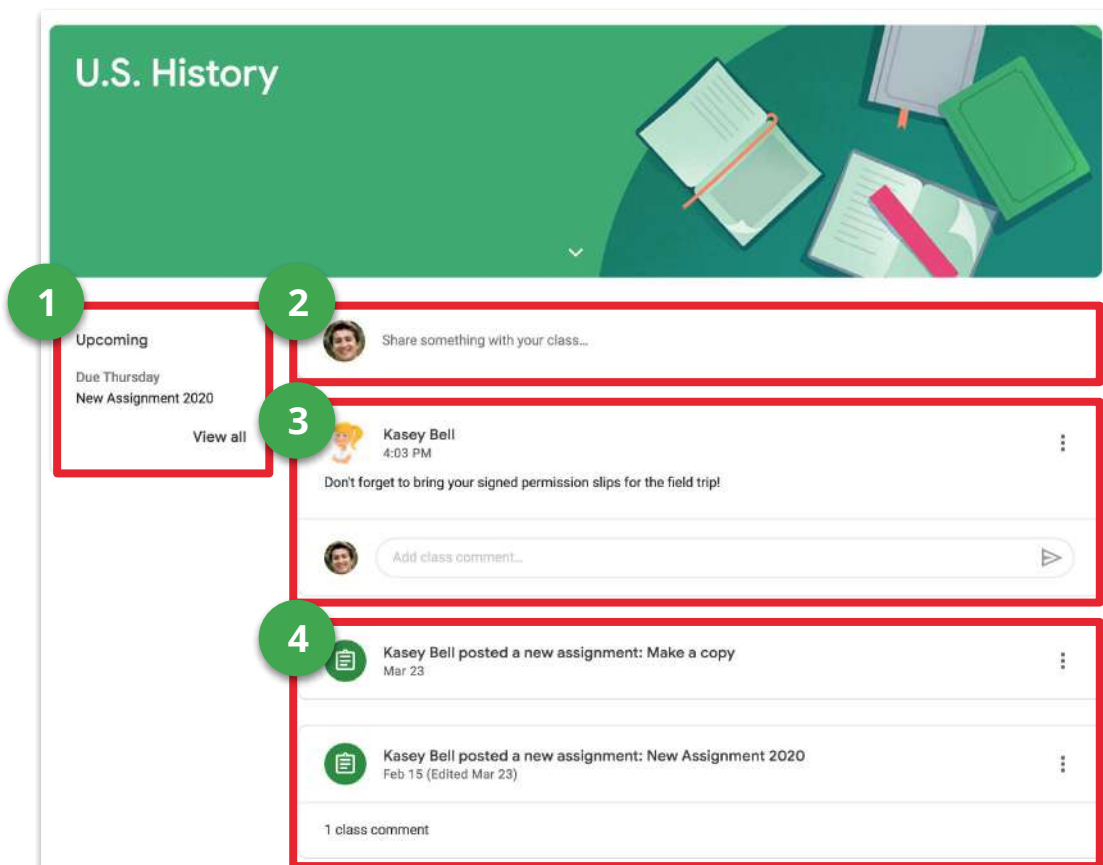 U.S. History
1
Upcoming
Due Thursday
New Assignment 2020
View all
2
Share something with your class...
3
Kasey Bell
4:03 PM
Don't forget to bring your signed permission slips for the field trip!
Add class comment...
4
Kasey Bell posted a new assignment: Make a copy
Mar 23
Kasey Bell posted a new assignment: New Assignment 2020
Feb 15 (Edited Mar 23)
1 class comment